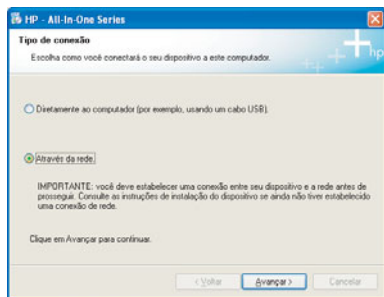 HP - All-In-One Series
Tipo de conexão
Escolha como você conectará o seu dispositivo a este computador.
hp
Diretamente ao computador (por exemplo, usando um cabo USB).
Através da rede.
IMPORTANTE: você deve estabelecer uma conexão entre seu dispositivo e a rede antes de
prosseguir. Consulte as instruções de instalação do dispositivo se ainda não tiver estabelecido
uma conexão de rede.
Clique em Avançar para continuar.
< Voltar Avançar > Cancelar